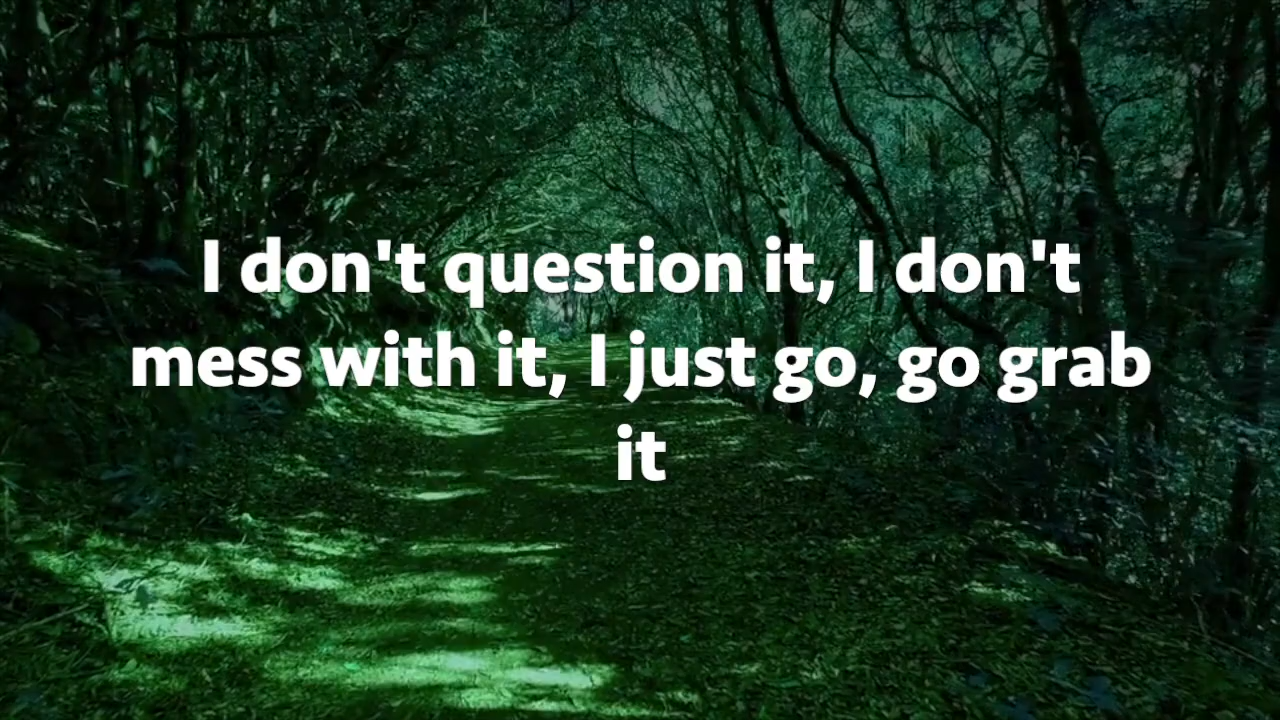 I don't question it, I don't
mess with it, I just go, go grab
it